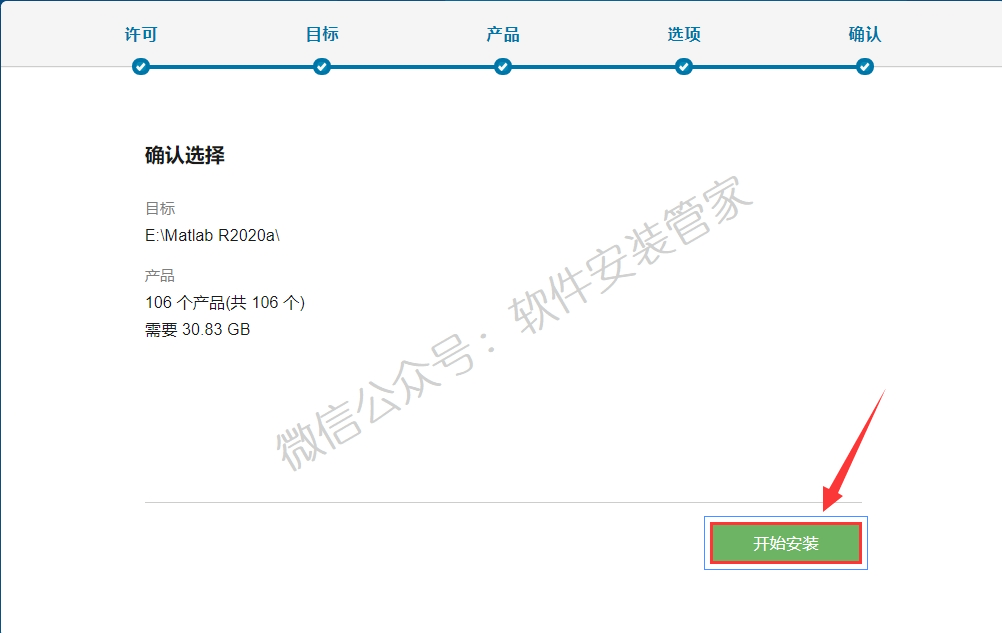 许可 目标 产品 选项 确认
确认选择
目标
E:\Matlab R2020a\
产品
106 个产品(共 106 个)
需要 30.83 GB
微信公众号：软件安装管家
开始安装